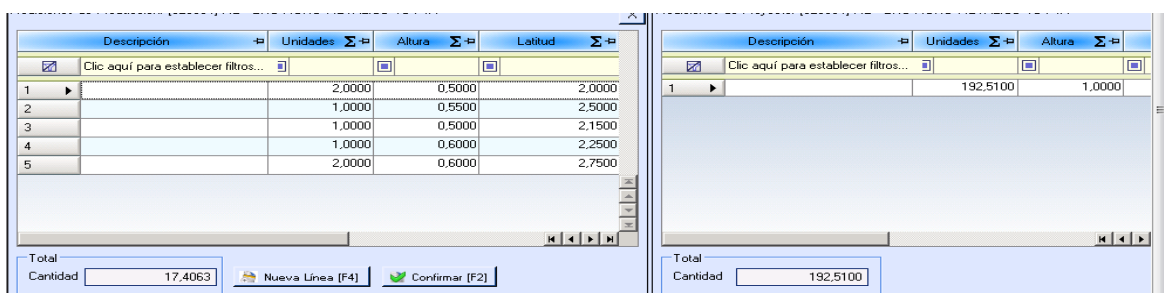 Descripción Unidades Σ Altura Σ Latitud Σ
Clic aquí para establecer filtros...
1 2,0000 0,5000 2,0000
2 1,0000 0,5500 2,5000
3 1,0000 0,5000 2,1500
4 1,0000 0,6000 2,2500
5 2,0000 0,6000 2,7500
Total
Cantidad 17,4063 Nueva Línea [F4] Confirmar [F2]
Descripción Unidades Σ Altura Σ
Clic aquí para establecer filtros...
1 192,5100 1,0000
Total
Cantidad 192,5100